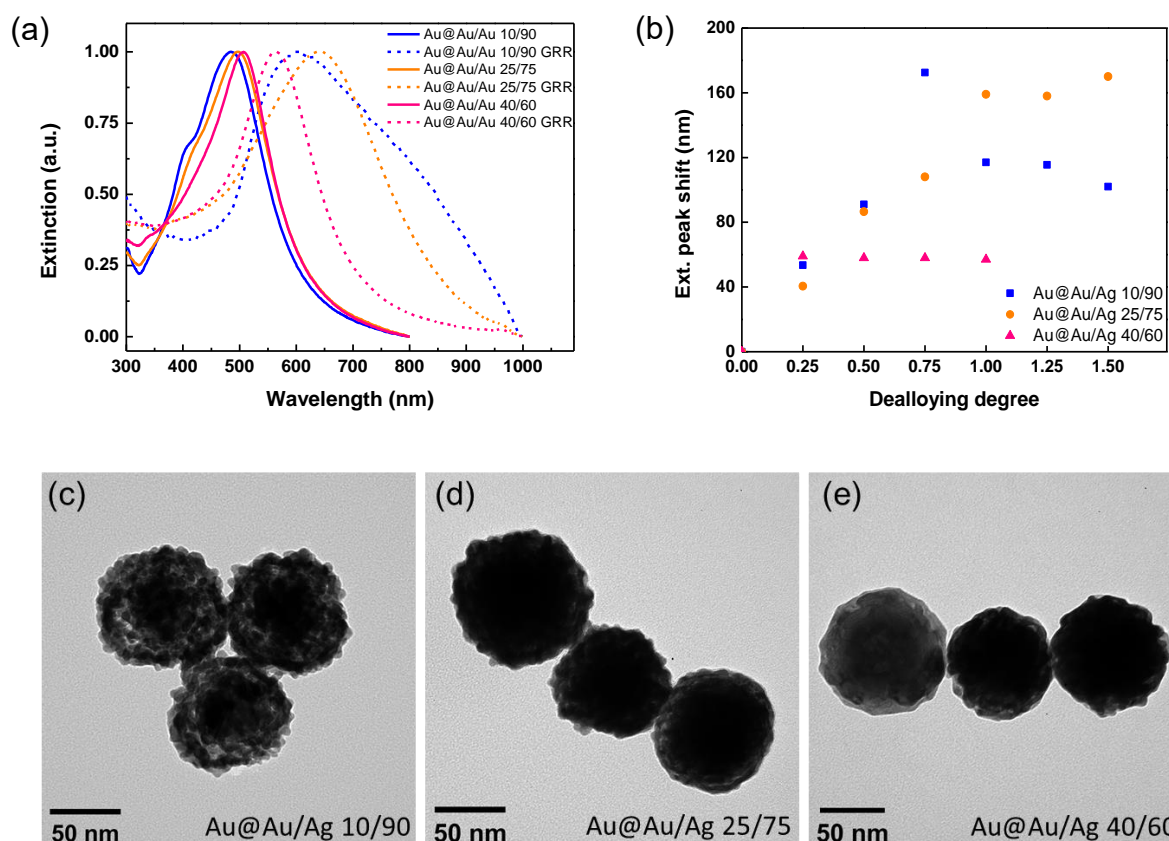 (a)
Au@Au/Au 10/90
Au@Au/Au 10/90 GRR
Au@Au/Au 25/75
Au@Au/Au 25/75 GRR
Au@Au/Au 40/60
Au@Au/Au 40/60 GRR
1.00
0.75
0.50
0.25
0.00
Extinction (a.u.)
300 400 500 600 700 800 900 1000
Wavelength (nm)
(b)
200
160
120
80
40
0
Ext. peak shift (nm)
Au@Au/Ag 10/90
Au@Au/Ag 25/75
Au@Au/Ag 40/60
0.00 0.25 0.50 0.75 1.00 1.25 1.50
Dealloying degree
(c)
50 nm
Au@Au/Ag 10/90
(d)
50 nm
Au@Au/Ag 25/75
(e)
50 nm
Au@Au/Ag 40/60